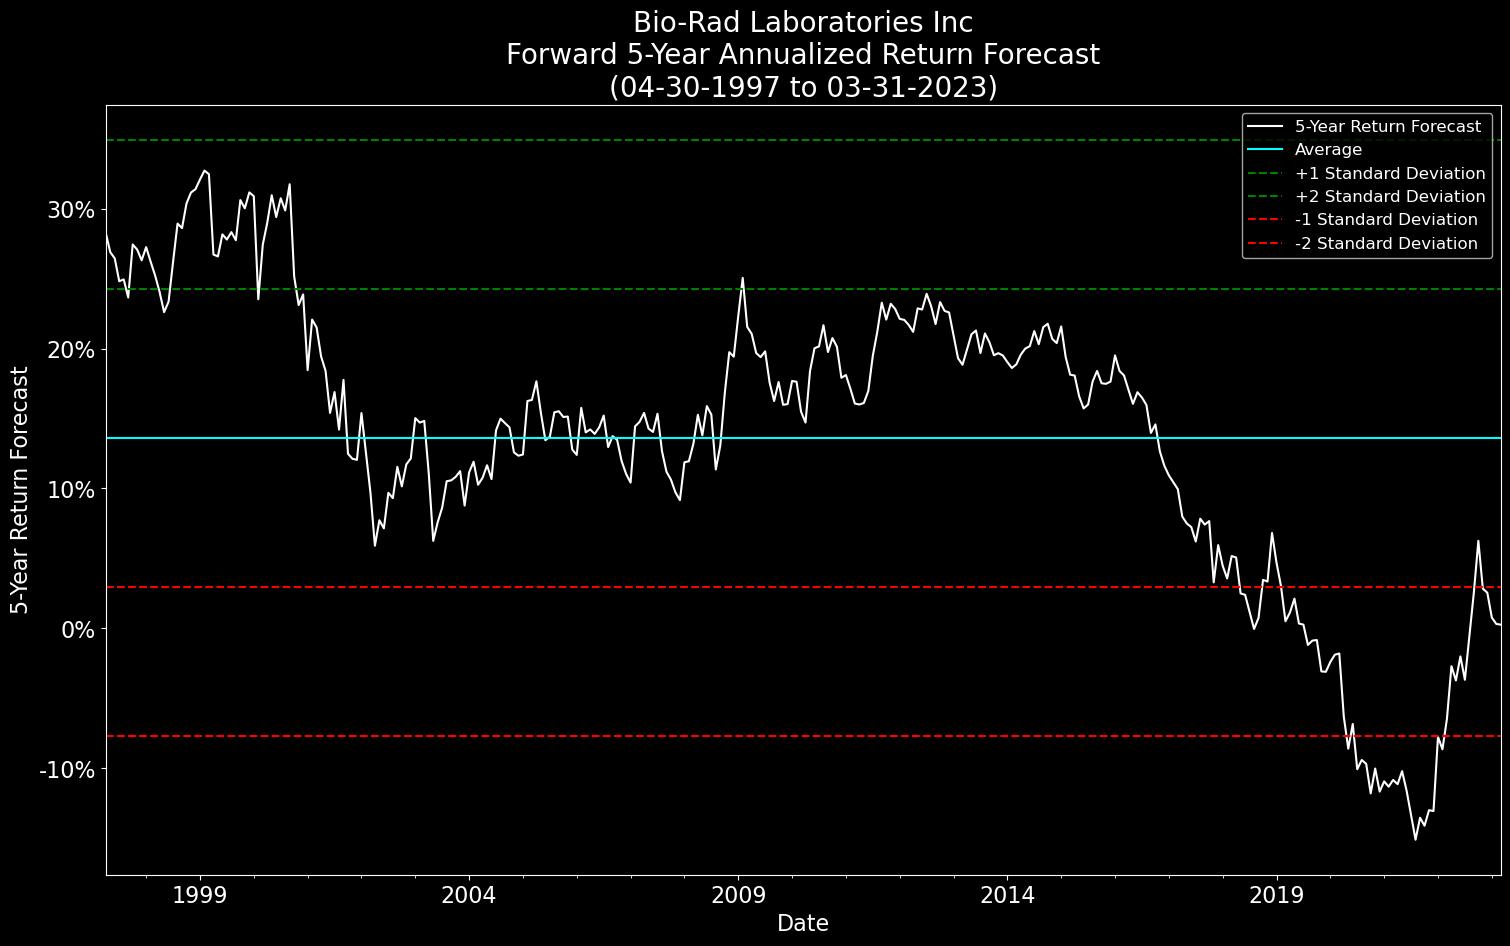 Bio-Rad Laboratories Inc
Forward 5-Year Annualized Return Forecast
(04-30-1997 to 03-31-2023)
5-Year Return Forecast
Average
+1 Standard Deviation
+2 Standard Deviation
-1 Standard Deviation
-2 Standard Deviation
5-Year Return Forecast
30%
20%
10%
0%
-10%
1999
2004
2009
2014
2019
Date